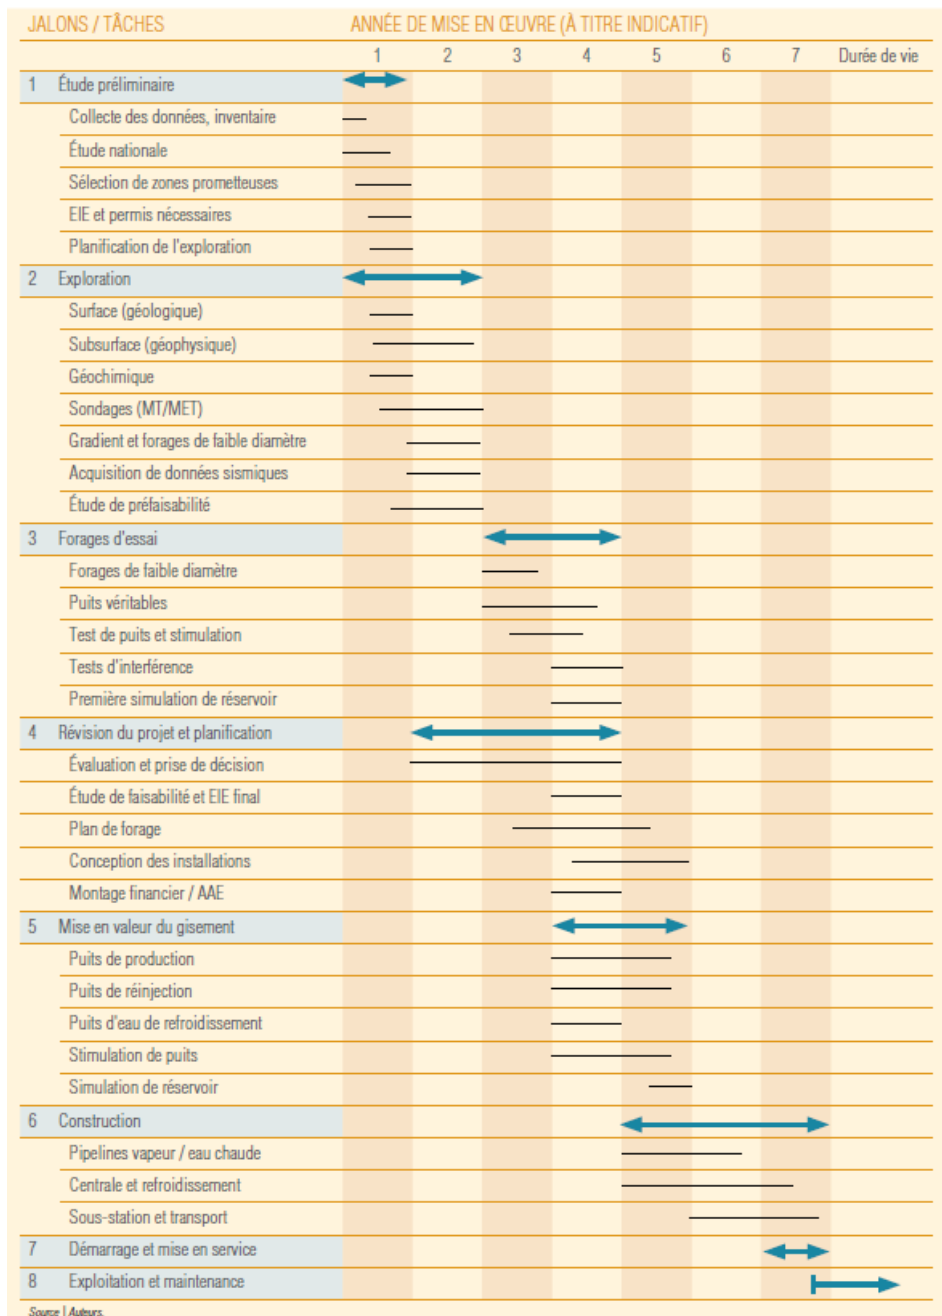 JALONS / TÂCHES ANNÉE DE MISE EN ŒUVRE (À TITRE INDICATIF)
1 2 3 4 5 6 7 Durée de vie
1 Étude préliminaire
Collecte des données, inventaire
Étude nationale
Sélection de zones prometteuses
EIE et permis nécessaires
Planification de l'exploration
2 Exploration
Surface (géologique)
Subsurface (géophysique)
Géochimique
Sondages (MT/MET)
Gradient et forages de faible diamètre
Acquisition de données sismiques
Étude de préfaisabilité
3 Forages d'essai
Forages de faible diamètre
Puits véritables
Test de puits et stimulation
Tests d'interférence
Première simulation de réservoir
4 Révision du projet et planification
Évaluation et prise de décision
Étude de faisabilité et EIE final
Plan de forage
Conception des installations
Montage financier / AAE
5 Mise en valeur du gisement
Puits de production
Puits de réinjection
Puits d'eau de refroidissement
Stimulation de puits
Simulation de réservoir
6 Construction
Pipelines vapeur / eau chaude
Centrale et refroidissement
Sous-station et transport
7 Démarrage et mise en service
8 Exploitation et maintenance
Source | Auteurs.